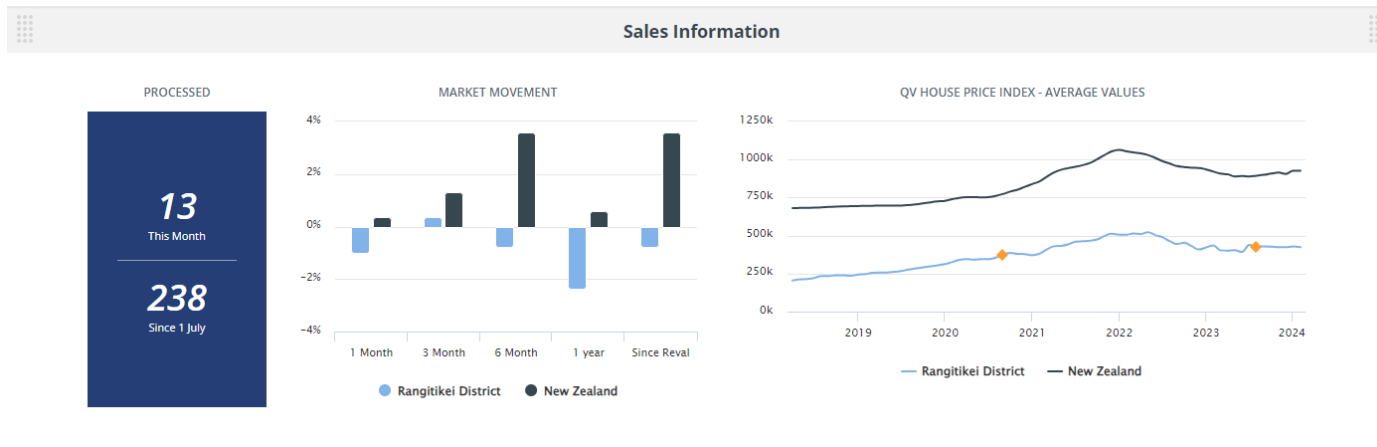 Sales Information
PROCESSED
13
This Month
238
Since 1 July
MARKET MOVEMENT
4%
2%
0%
−2%
−4%
1 Month 3 Month 6 Month 1 year Since Reval
Rangitikei District New Zealand
QV HOUSE PRICE INDEX - AVERAGE VALUES
1250k
1000k
750k
500k
250k
0k
2019 2020 2021 2022 2023 2024
Rangitikei District New Zealand